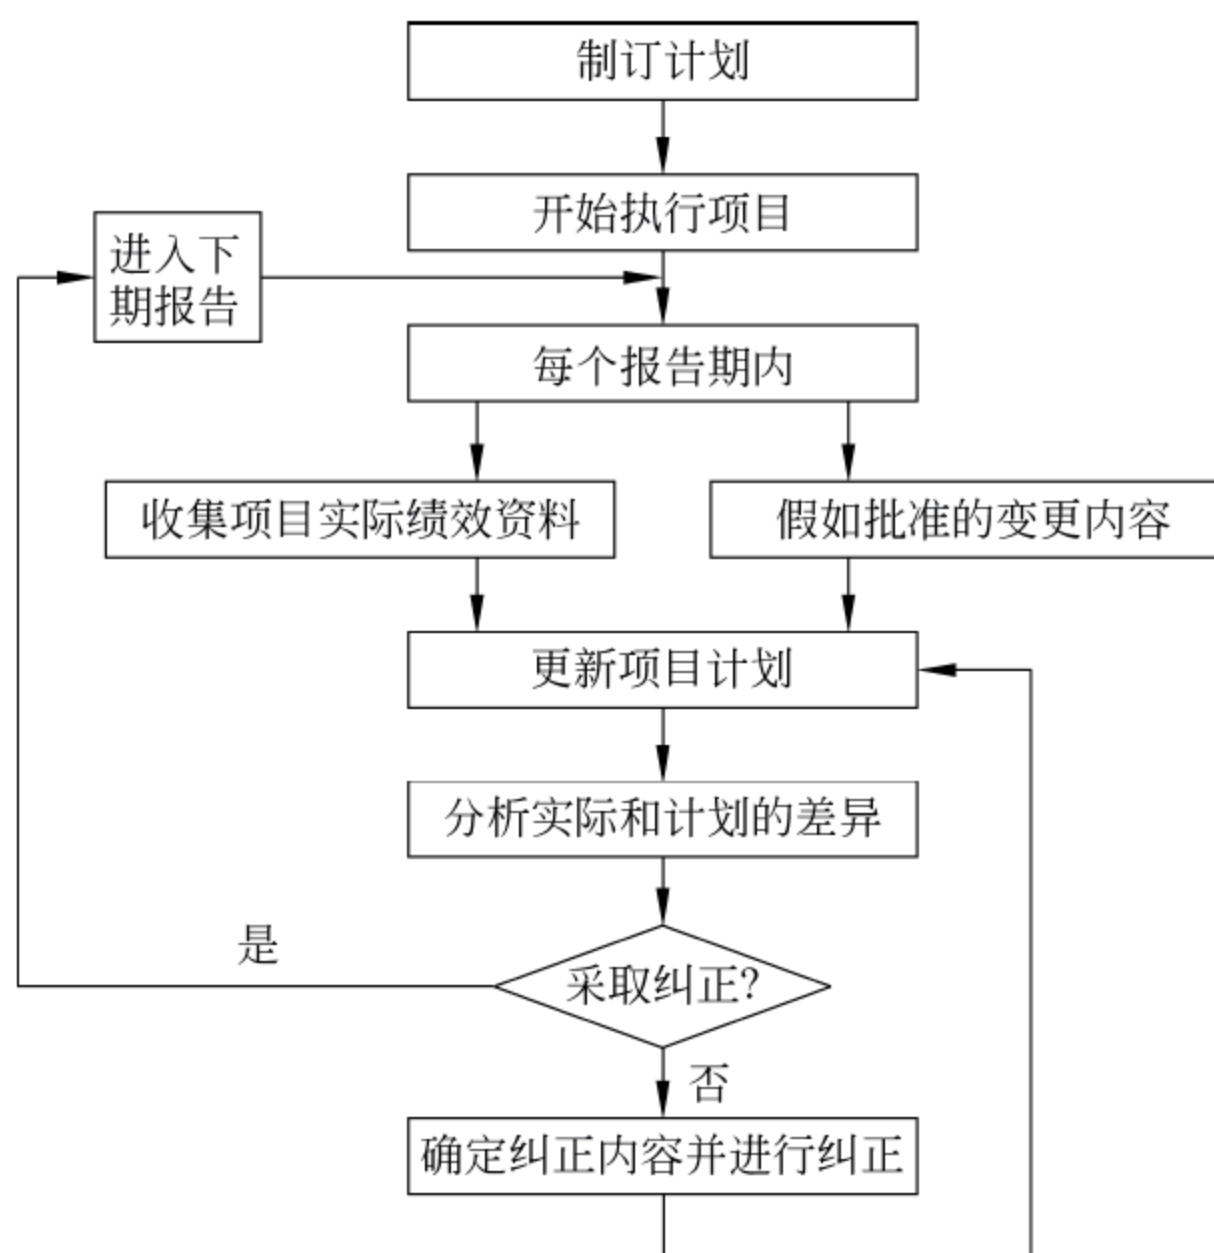 制订计划
开始执行项目
进入下
期报告
每个报告期内
收集项目实际绩效资料
假如批准的变更内容
更新项目计划
分析实际和计划的差异
是
采取纠正?
否
确定纠正内容并进行纠正